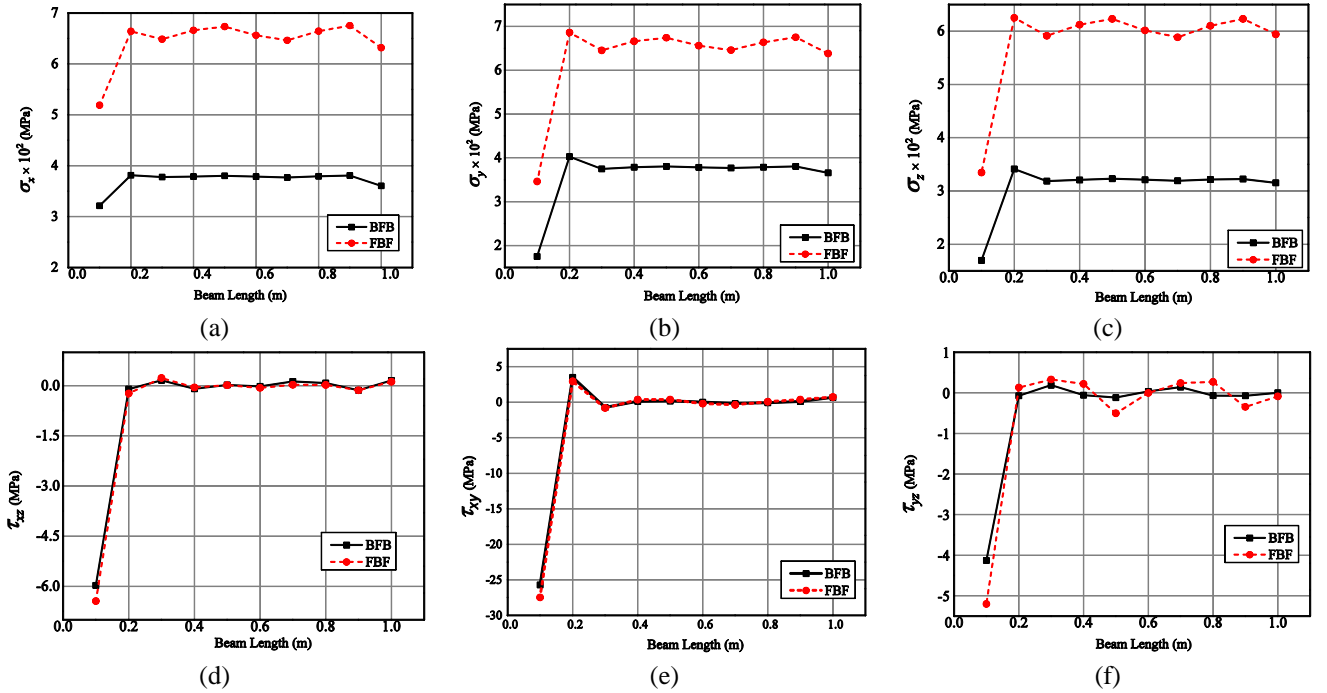 7
6
5
4
3
2
σx × 10² (MPa)
0.0 0.2 0.4 0.6 0.8 1.0
Beam Length (m)
BFB
FBF
(a)
7
6
5
4
3
2
σy × 10² (MPa)
0.0 0.2 0.4 0.6 0.8 1.0
Beam Length (m)
BFB
FBF
(b)
6
5
4
3
2
σz × 10² (MPa)
0.0 0.2 0.4 0.6 0.8 1.0
Beam Length (m)
BFB
FBF
(c)
0.0
-1.5
-3.0
-4.5
-6.0
τxz (MPa)
0.0 0.2 0.4 0.6 0.8 1.0
Beam Length (m)
BFB
FBF
(d)
5
0
-5
-10
-15
-20
-25
-30
τxy (MPa)
0.0 0.2 0.4 0.6 0.8 1.0
Beam Length (m)
BFB
FBF
(e)
1
0
-1
-2
-3
-4
-5
τyz (MPa)
0.0 0.2 0.4 0.6 0.8 1.0
Beam Length (m)
BFB
FBF
(f)